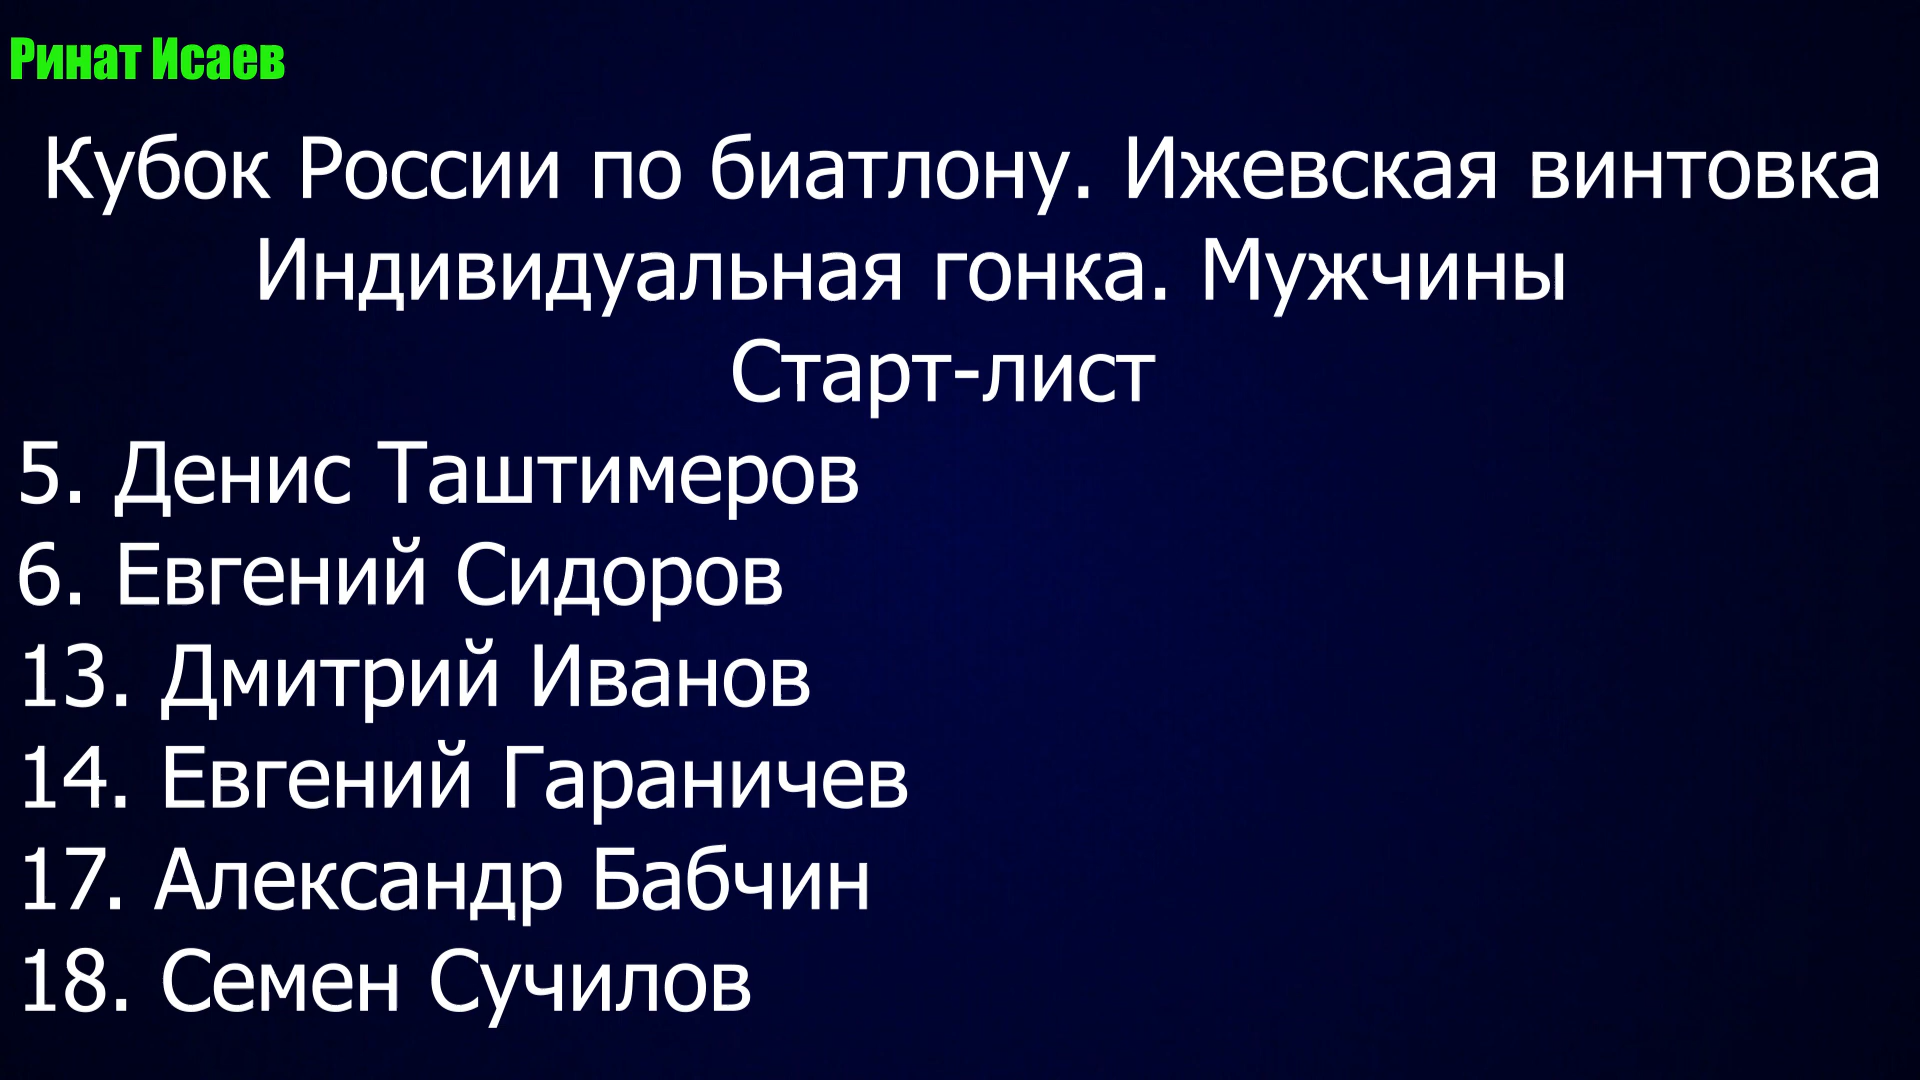 Ринат Исаев
Кубок России по биатлону. Ижевская винтовка
Индивидуальная гонка. Мужчины
Старт-лист
5. Денис Таштимеров
6. Евгений Сидоров
13. Дмитрий Иванов
14. Евгений Гараничев
17. Александр Бабчин
18. Семен Сучилов